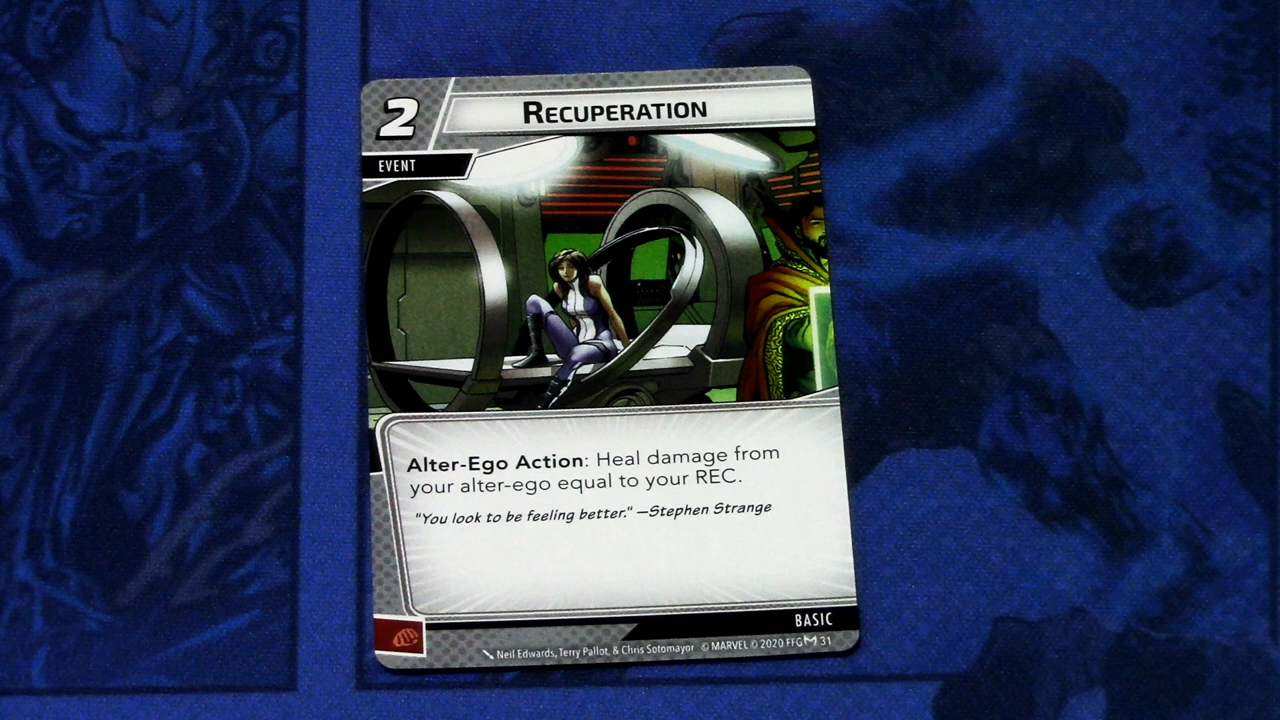 2
RECUPERATION
EVENT
Alter-Ego Action: Heal damage from
your alter-ego equal to your REC.
"You look to be feeling better." —Stephen Strange
BASIC
Neil Edwards, Terry Pallot, & Chris Sotomayor © MARVEL © 2020 FFG 31